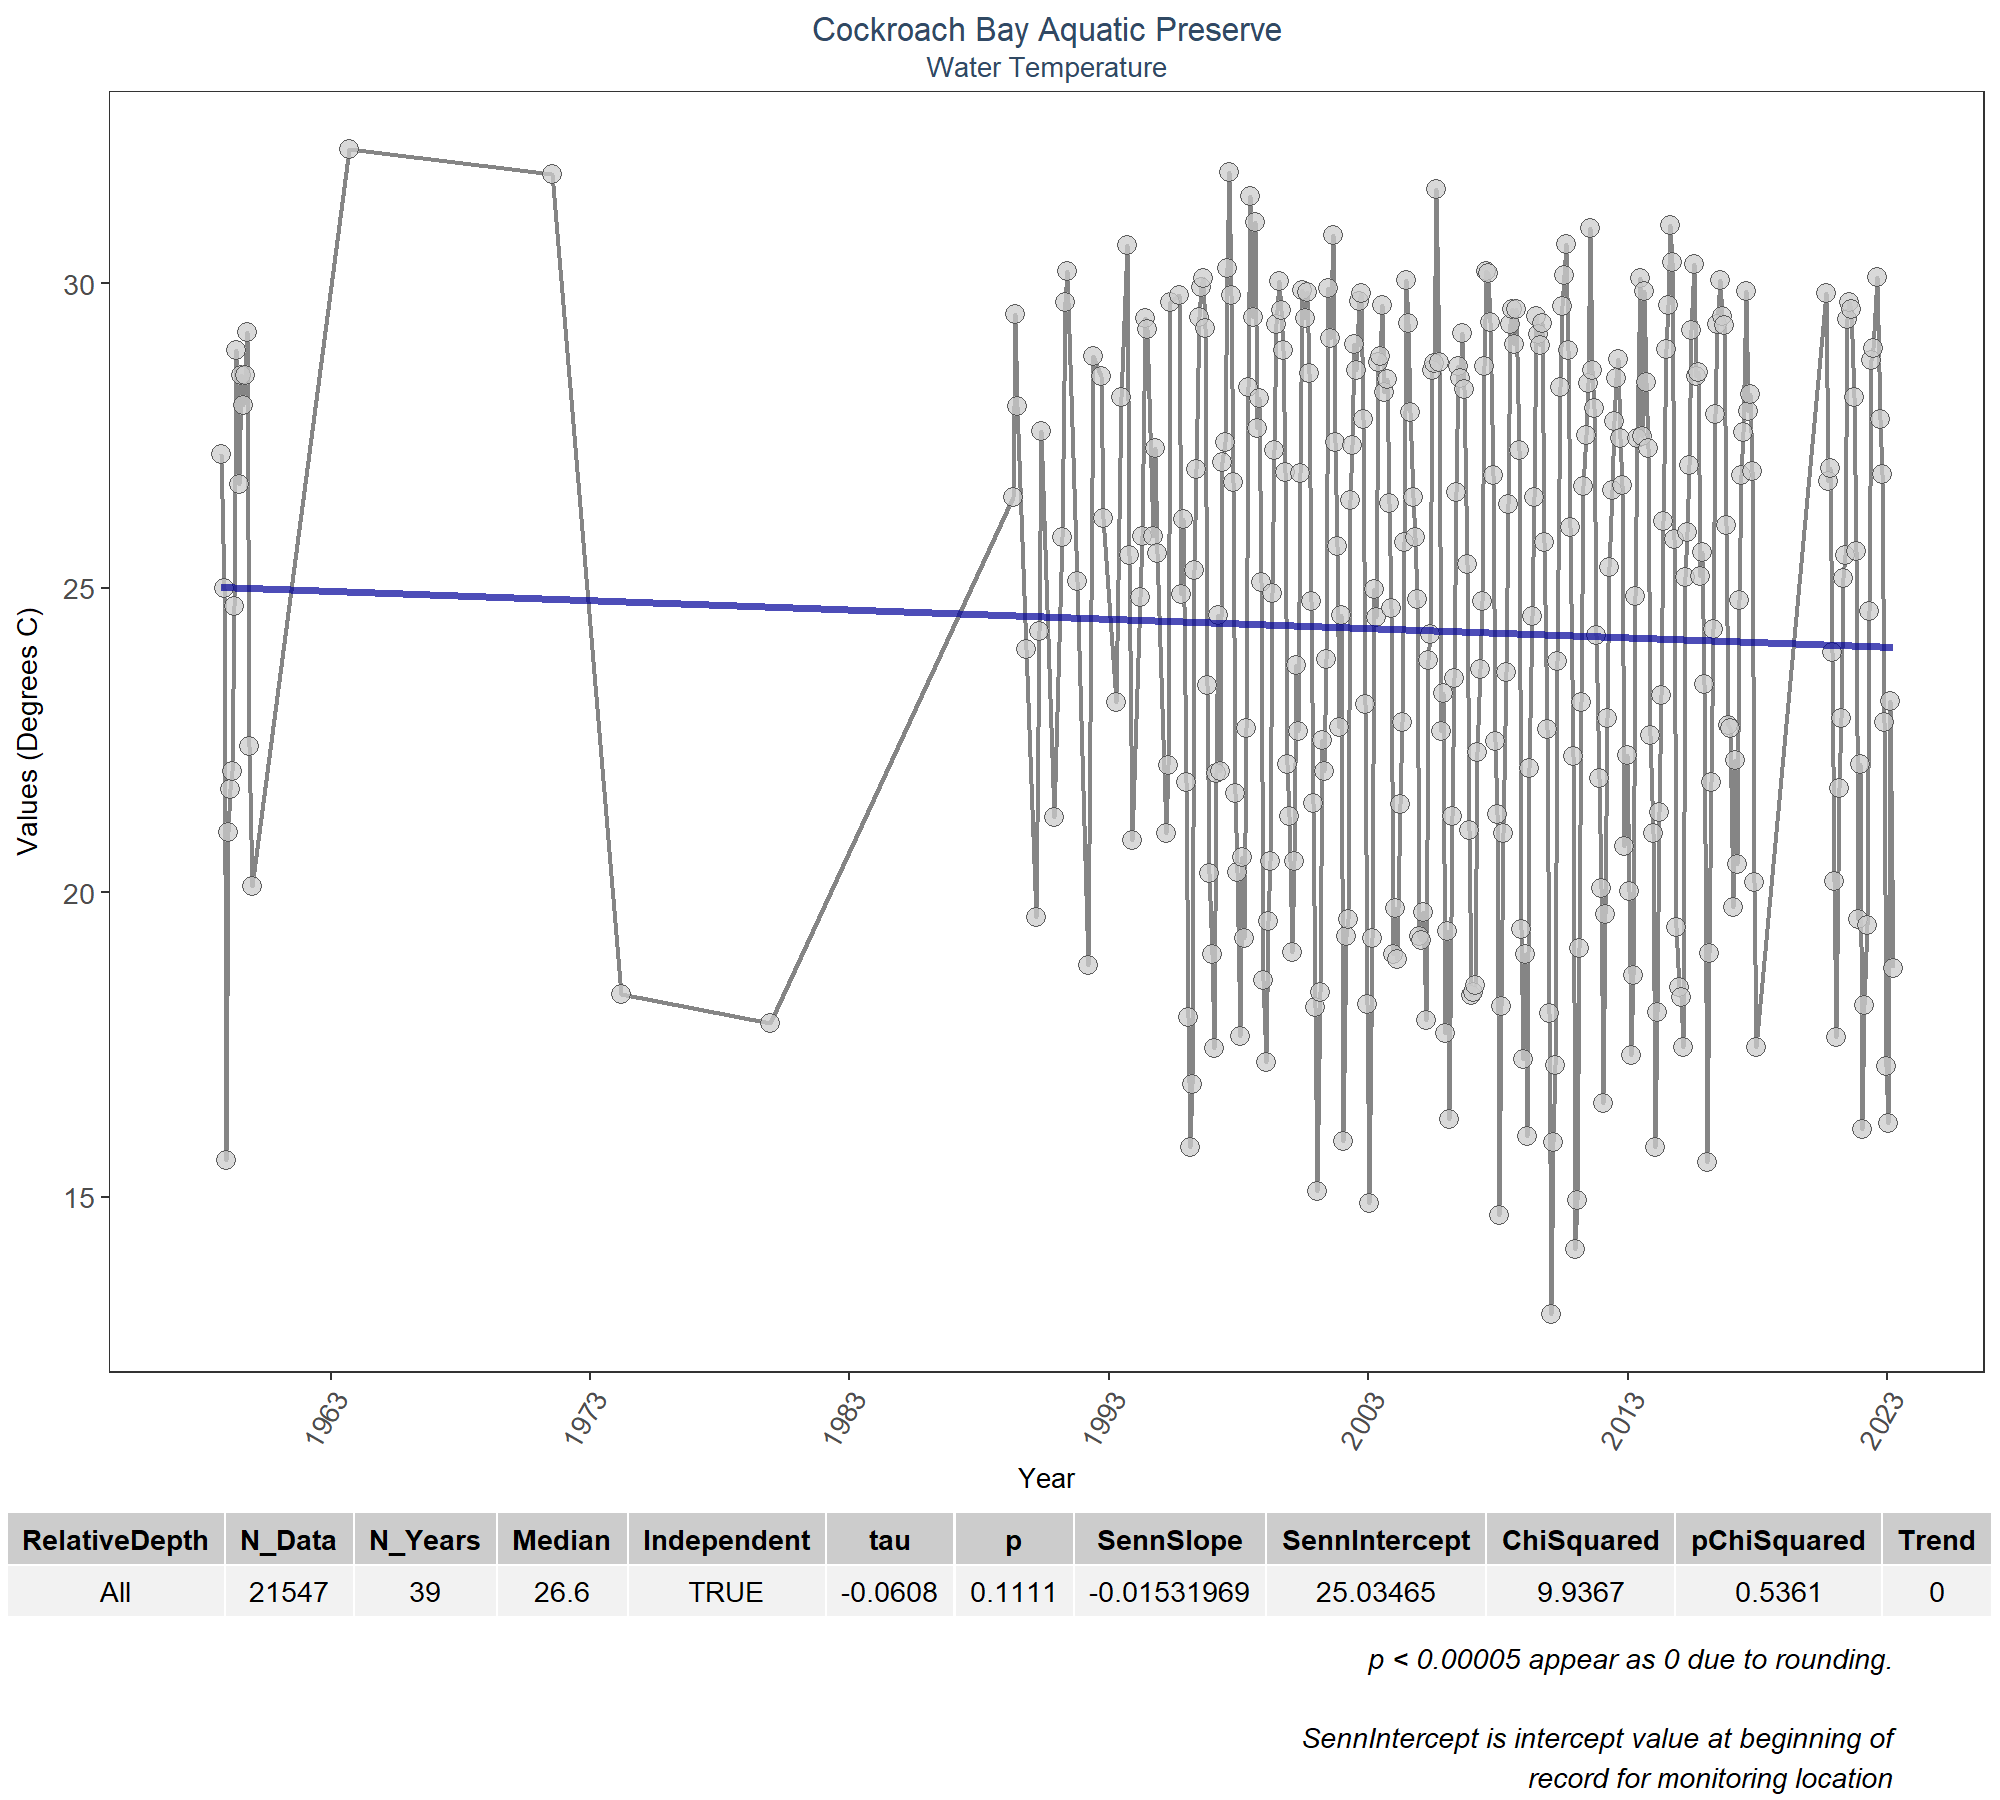 Cockroach Bay Aquatic Preserve
Water Temperature
Values (Degrees C)
30
25
20
15
1963
1973
1983
1993
2003
2013
2023
Year
RelativeDepth N_Data N_Years Median Independent tau p SennSlope SennIntercept ChiSquared pChiSquared Trend
All 21547 39 26.6 TRUE -0.0608 0.1111 -0.01531969 25.03465 9.9367 0.5361 0
p < 0.00005 appear as 0 due to rounding.
SennIntercept is intercept value at beginning of
record for monitoring location